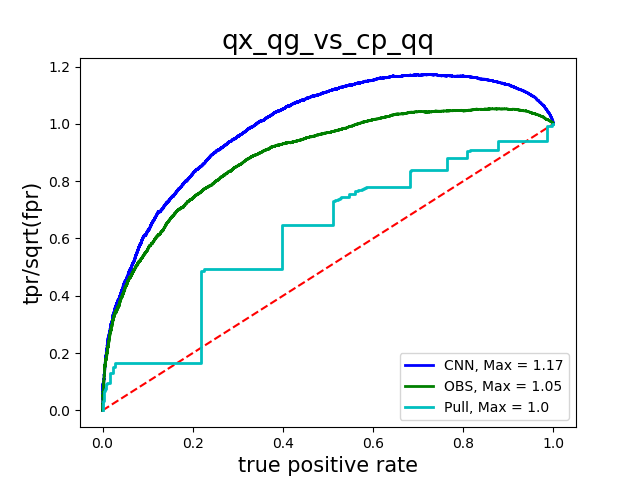 qx_qg_vs_cp_qq
tpr/sqrt(fpr)
1.2
1.0
0.8
0.6
0.4
0.2
0.0
CNN, Max = 1.17
OBS, Max = 1.05
Pull, Max = 1.0
0.0 0.2 0.4 0.6 0.8 1.0
true positive rate